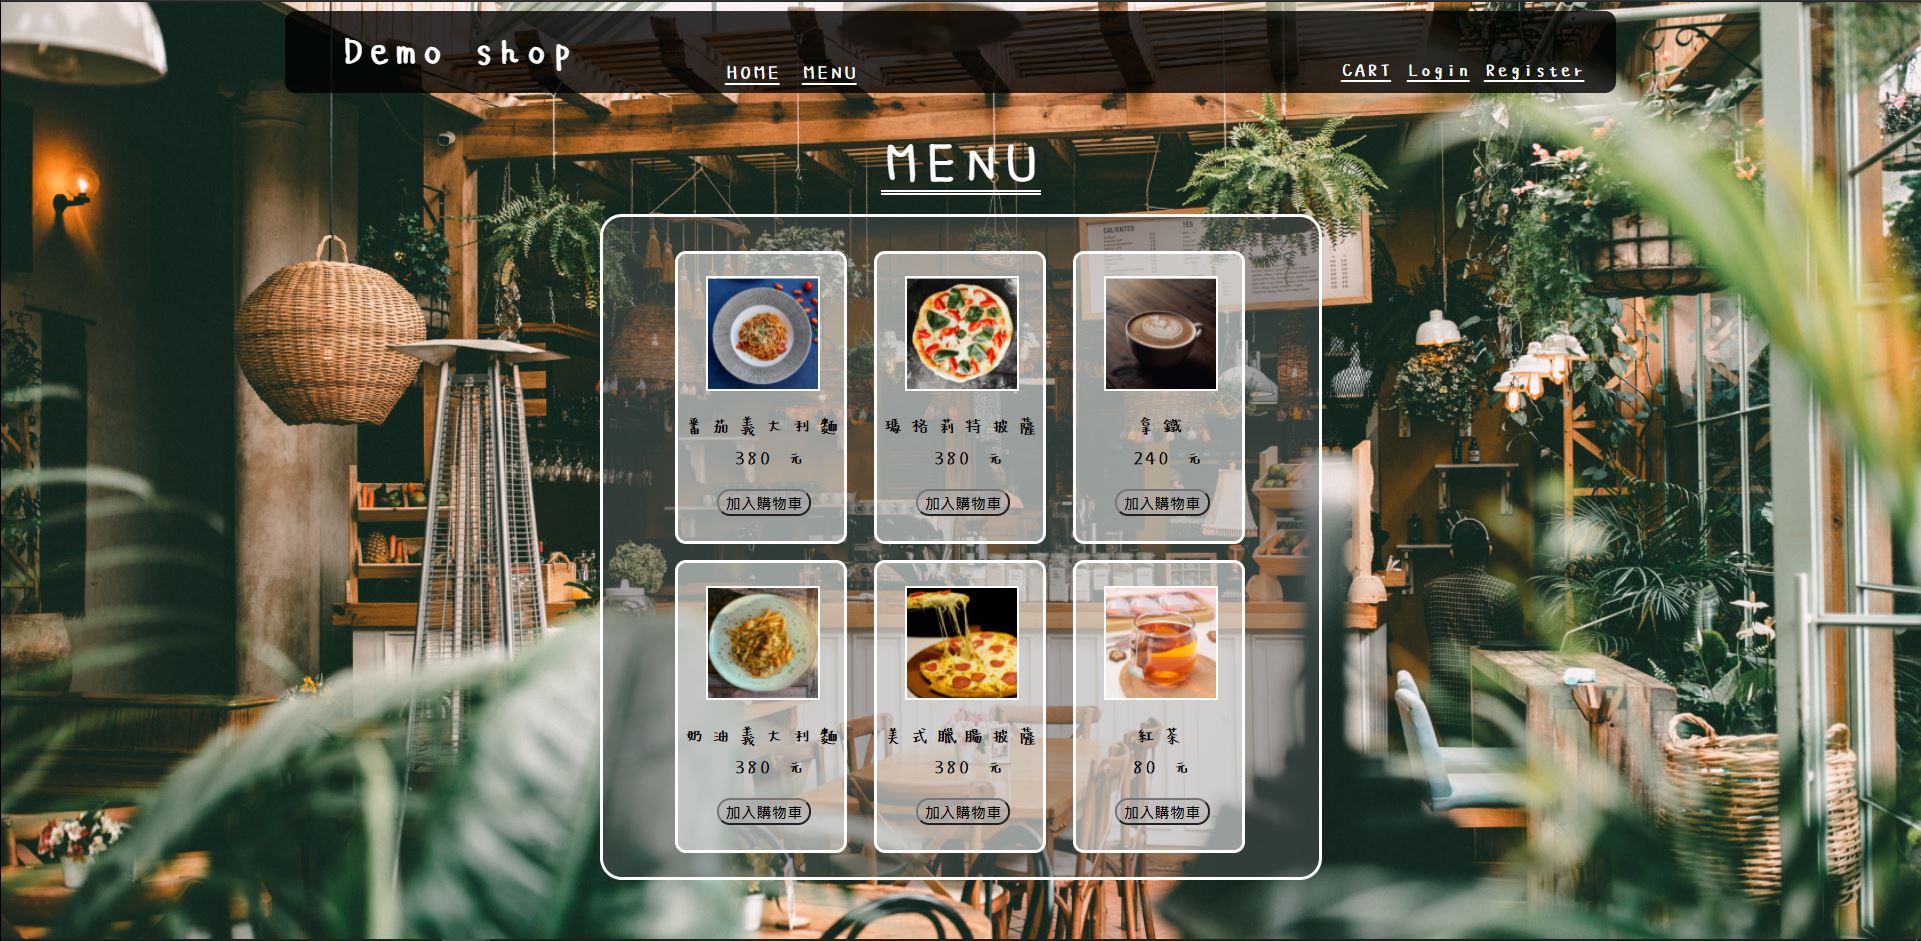 Demo shop
HOME MENU
CART Login Register
MENU
CALIENTES TES
番茄義大利麵
380 元
加入購物車
瑪格莉特披薩
380 元
加入購物車
拿鐵
240 元
加入購物車
奶油義大利麵
380 元
加入購物車
美式臘腸披薩
380 元
加入購物車
紅茶
80 元
加入購物車